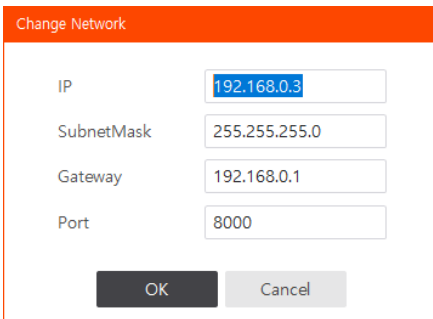 Change Network
IP 192.168.0.3
SubnetMask 255.255.255.0
Gateway 192.168.0.1
Port 8000
OK Cancel